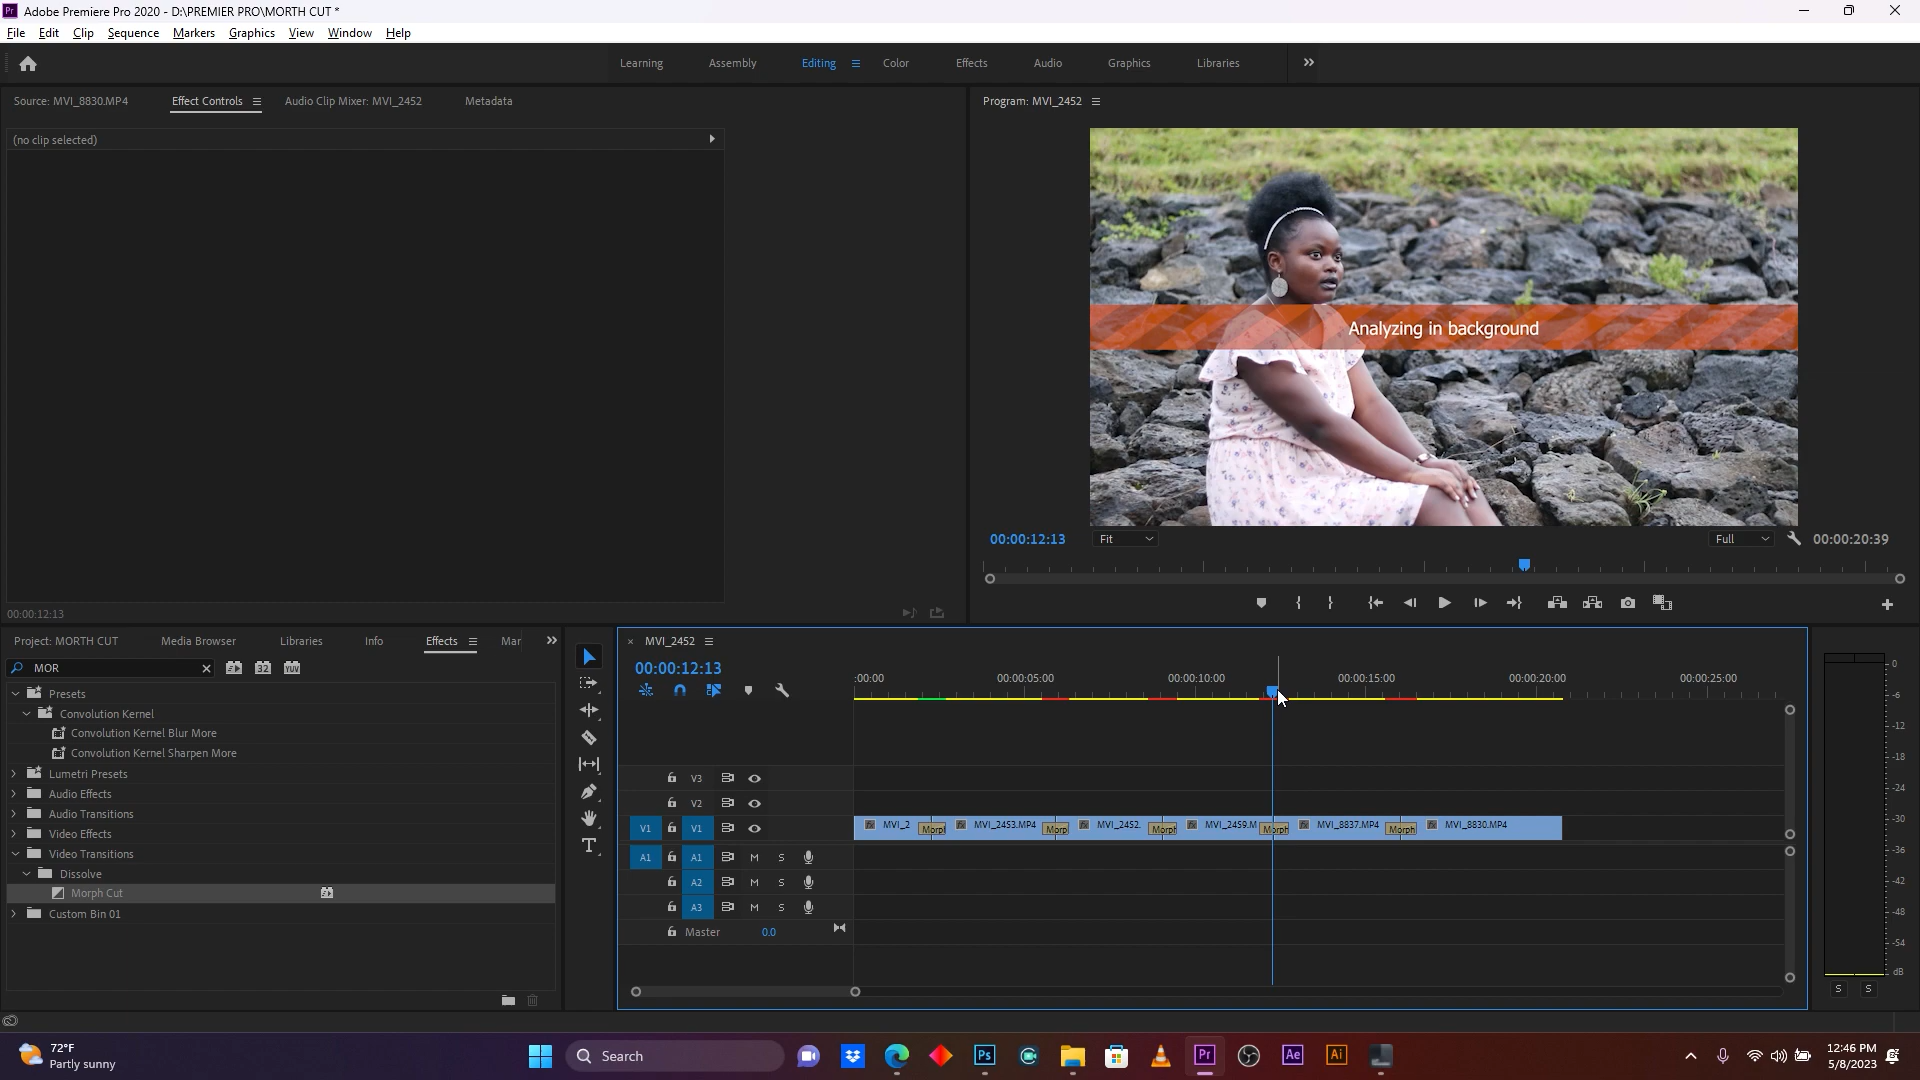 Adobe Premiere Pro 2020 - D:\PREMIER PRO\MORTH CUT *
File Edit Clip Sequence Markers Graphics View Window Help
Learning Assembly Editing Color Effects Audio Graphics Libraries
Source: MVI_8830.MP4 Effect Controls Audio Clip Mixer: MVI_2452 Metadata
Program: MVI_2452
(no clip selected)
Analyzing in background
00:00:12:13 Fit Full 00:00:20:39
00:00:12:13
Project: MORTH CUT Media Browser Libraries Info Effects Mar
MOR
Presets
Convolution Kernel
Convolution Kernel Blur More
Convolution Kernel Sharpen More
Lumetri Presets
Audio Effects
Audio Transitions
Video Effects
Video Transitions
Dissolve
Morph Cut
Custom Bin 01
MVI_2452
00:00:12:13
:00:00 00:00:05:00 00:00:10:00 00:00:15:00 00:00:20:00 00:00:25:00
V3
V2
V1 V1 MVI_2 Morph MVI_2453.MP4 Morp MVI_2452. Morph MVI_2459.M Morph MVI_8837.MP4 Morph MVI_8830.MP4
A1 A1 M S
A2 M S
A3 M S
Master 0.0
0
-6
-12
-18
-24
-30
-36
-42
-48
-54
dB
S S
72°F
Partly sunny
Search
Ps Pr Ae Ai
12:46 PM
5/8/2023